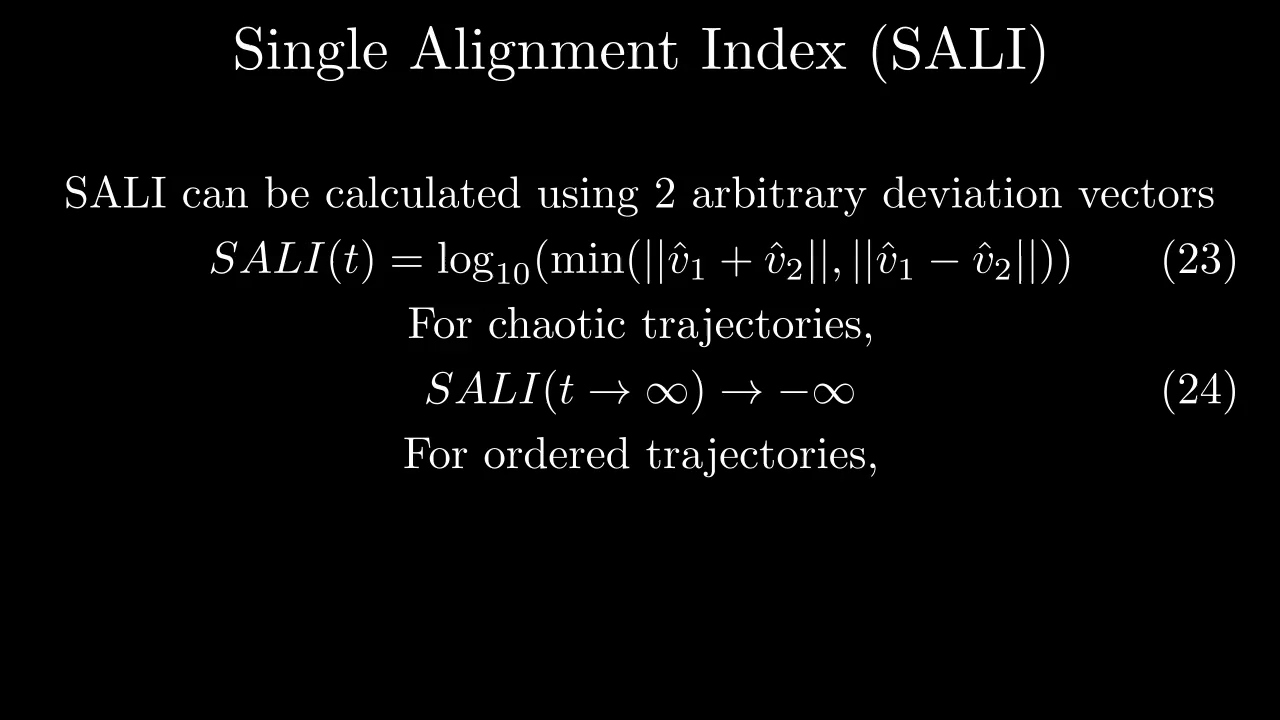 Single Alignment Index (SALI)
SALI can be calculated using 2 arbitrary deviation vectors
SALI(t) = log₁₀(min(||v̂₁ + v̂₂||, ||v̂₁ − v̂₂||)) (23)
For chaotic trajectories,
SALI(t → ∞) → −∞ (24)
For ordered trajectories,